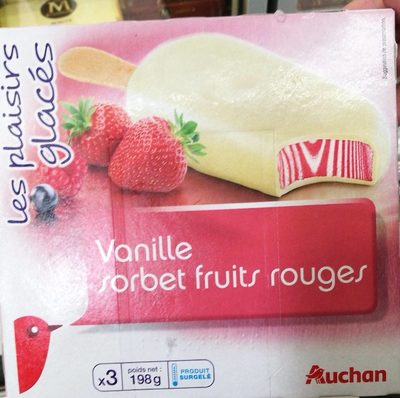 M
les plaisirs
glacés
Vanille
sorbet fruits rouges
x3
poids net :
198g
PRODUIT
SURGELÉ
Auchan